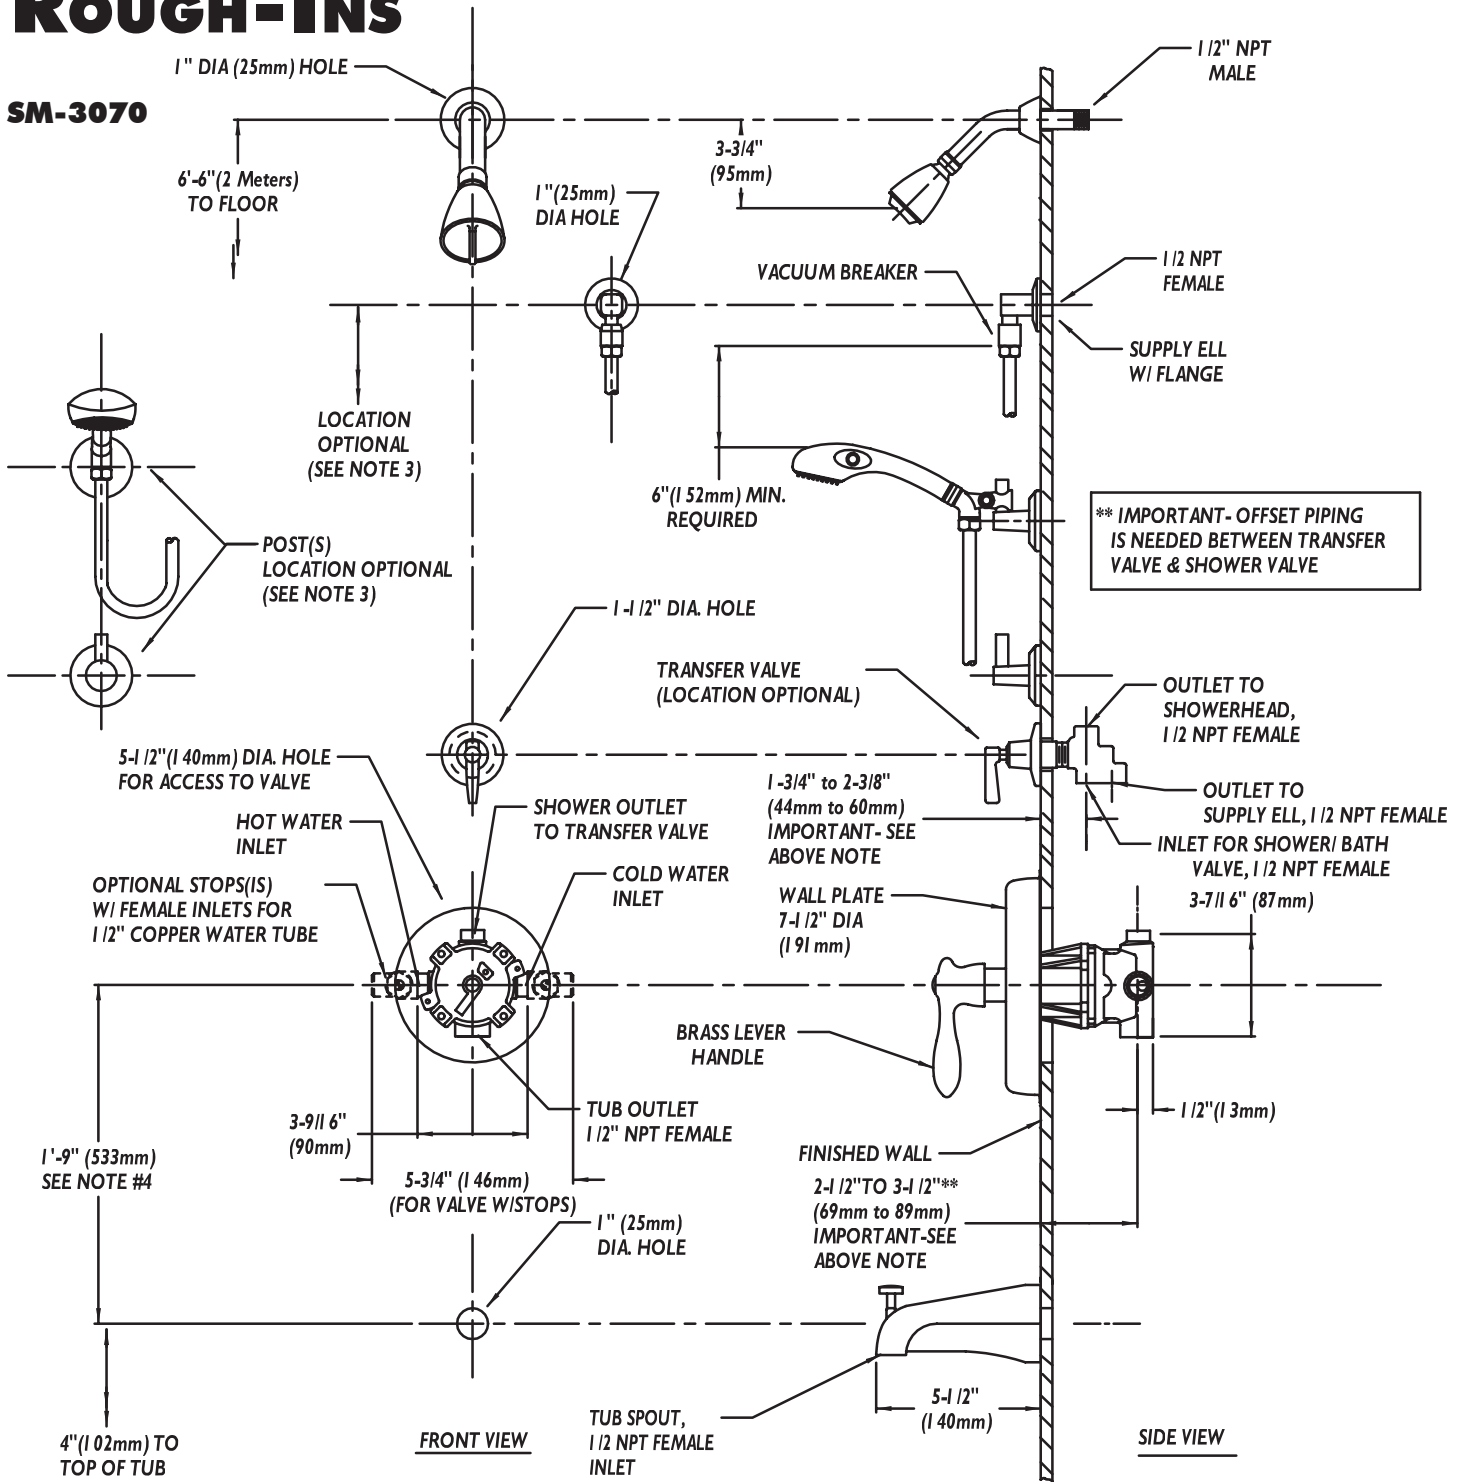 ROUGH-INS
1" DIA (25mm) HOLE
1/2" NPT
MALE
SM-3070
3-3/4"
(95mm)
6'-6"(2 Meters)
TO FLOOR
1"(25mm)
DIA HOLE
VACUUM BREAKER
1/2 NPT
FEMALE
SUPPLY ELL
W/ FLANGE
LOCATION
OPTIONAL
(SEE NOTE 3)
6"(152mm) MIN.
REQUIRED
** IMPORTANT- OFFSET PIPING
IS NEEDED BETWEEN TRANSFER
VALVE & SHOWER VALVE
POST(S)
LOCATION OPTIONAL
(SEE NOTE 3)
1-1/2" DIA. HOLE
TRANSFER VALVE
(LOCATION OPTIONAL)
OUTLET TO
SHOWERHEAD,
1/2 NPT FEMALE
5-1/2"(140mm) DIA. HOLE
FOR ACCESS TO VALVE
1-3/4" to 2-3/8"
(44mm to 60mm)
IMPORTANT- SEE
ABOVE NOTE
OUTLET TO
SUPPLY ELL, 1/2 NPT FEMALE
HOT WATER
INLET
SHOWER OUTLET
TO TRANSFER VALVE
INLET FOR SHOWER/ BATH
VALVE, 1/2 NPT FEMALE
COLD WATER
INLET
OPTIONAL STOPS(IS)
W/ FEMALE INLETS FOR
1/2" COPPER WATER TUBE
WALL PLATE
7-1/2" DIA
(191 mm)
3-7/16" (87mm)
BRASS LEVER
HANDLE
TUB OUTLET
1/2" NPT FEMALE
3-9/16"
(90mm)
1/2"(13mm)
1'-9" (533mm)
SEE NOTE #4
FINISHED WALL
5-3/4" (146mm)
(FOR VALVE W/STOPS)
2-1/2"TO 3-1/2"**
(69mm to 89mm)
IMPORTANT-SEE
ABOVE NOTE
1" (25mm)
DIA. HOLE
5-1/2"
(140mm)
4"(102mm) TO
TOP OF TUB
FRONT VIEW
TUB SPOUT,
1/2 NPT FEMALE
INLET
SIDE VIEW